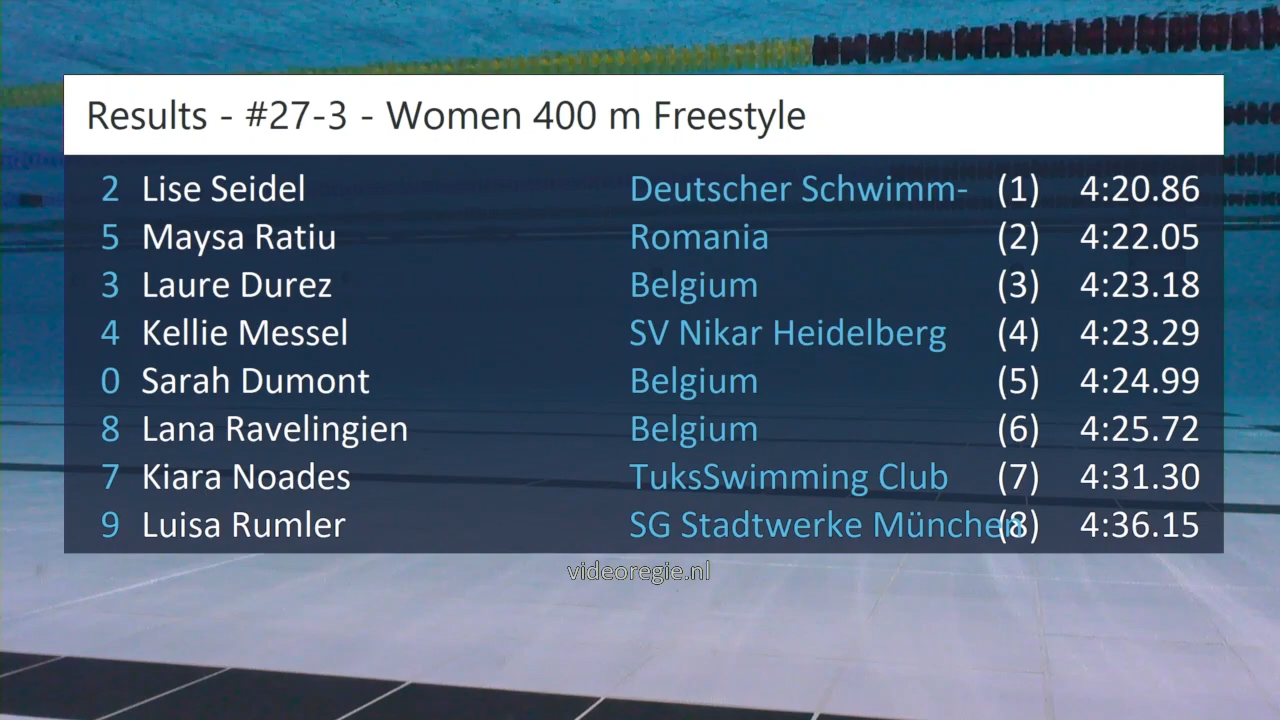 Results - #27-3 - Women 400 m Freestyle
2 Lise Seidel Deutscher Schwimm- (1) 4:20.86
5 Maysa Ratiu Romania (2) 4:22.05
3 Laure Durez Belgium (3) 4:23.18
4 Kellie Messel SV Nikar Heidelberg (4) 4:23.29
0 Sarah Dumont Belgium (5) 4:24.99
8 Lana Ravelingien Belgium (6) 4:25.72
7 Kiara Noades TuksSwimming Club (7) 4:31.30
9 Luisa Rumler SG Stadtwerke München (8) 4:36.15
videoregie.nl